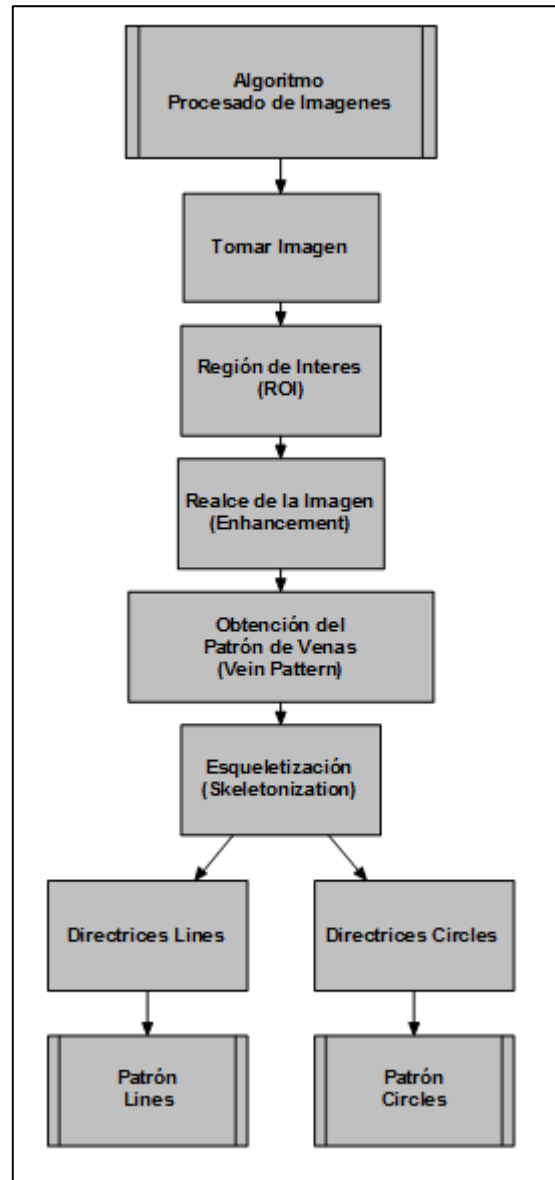 Algoritmo
Procesado de Imagenes
Tomar Imagen
Región de Interes
(ROI)
Realce de la Imagen
(Enhancement)
Obtención del
Patrón de Venas
(Vein Pattern)
Esqueletización
(Skeletonization)
Directrices Lines
Directrices Circles
Patrón
Lines
Patrón
Circles